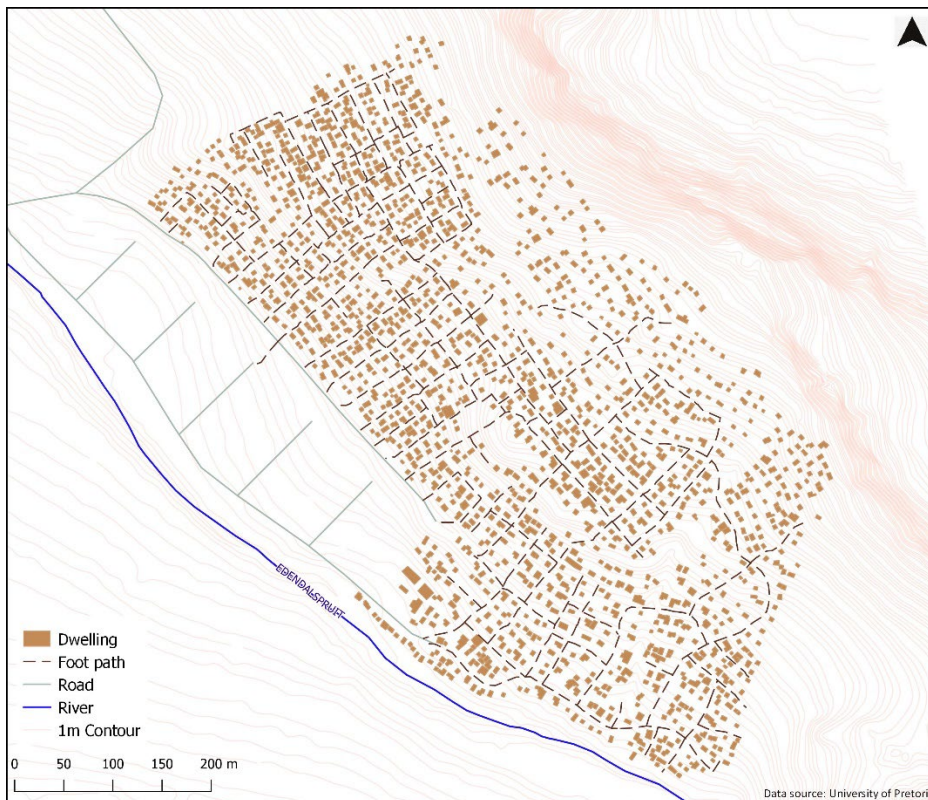 EDENDALSPRUIT
Dwelling
Foot path
Road
River
1m Contour
0 50 100 150 200 m
Data source: University of Pretori